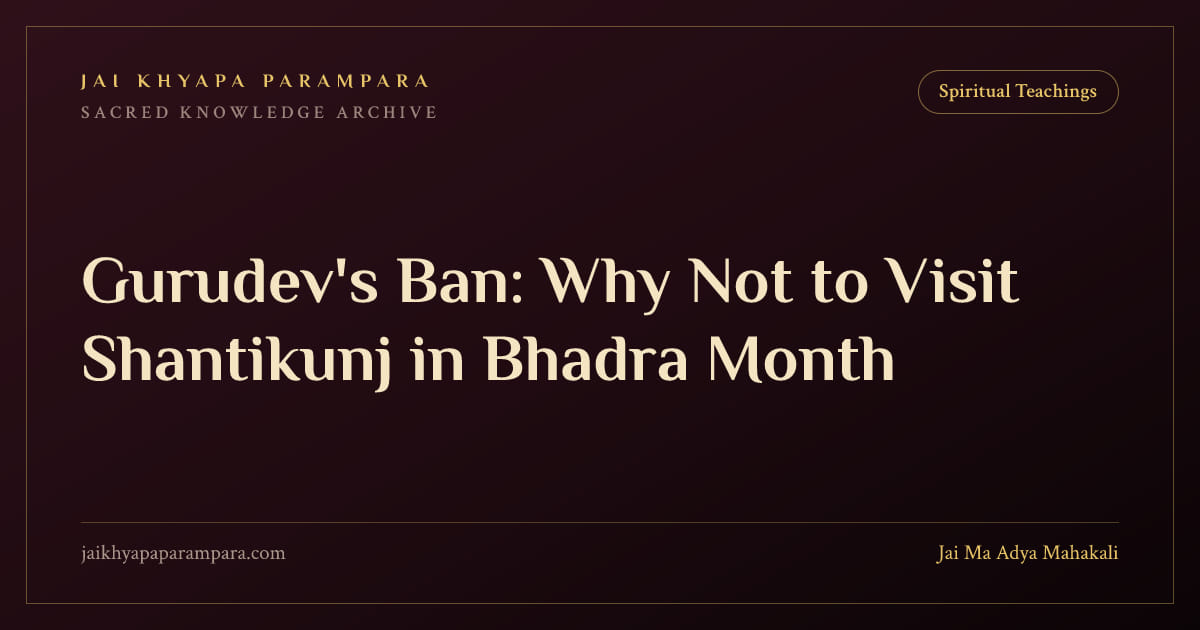 JAI KHYAPA PARAMPARA
SACRED KNOWLEDGE ARCHIVE
Spiritual Teachings
Gurudev's Ban: Why Not to Visit
Shantikunj in Bhadra Month
jaikhyapaparampara.com
Jai Ma Adya Mahakali